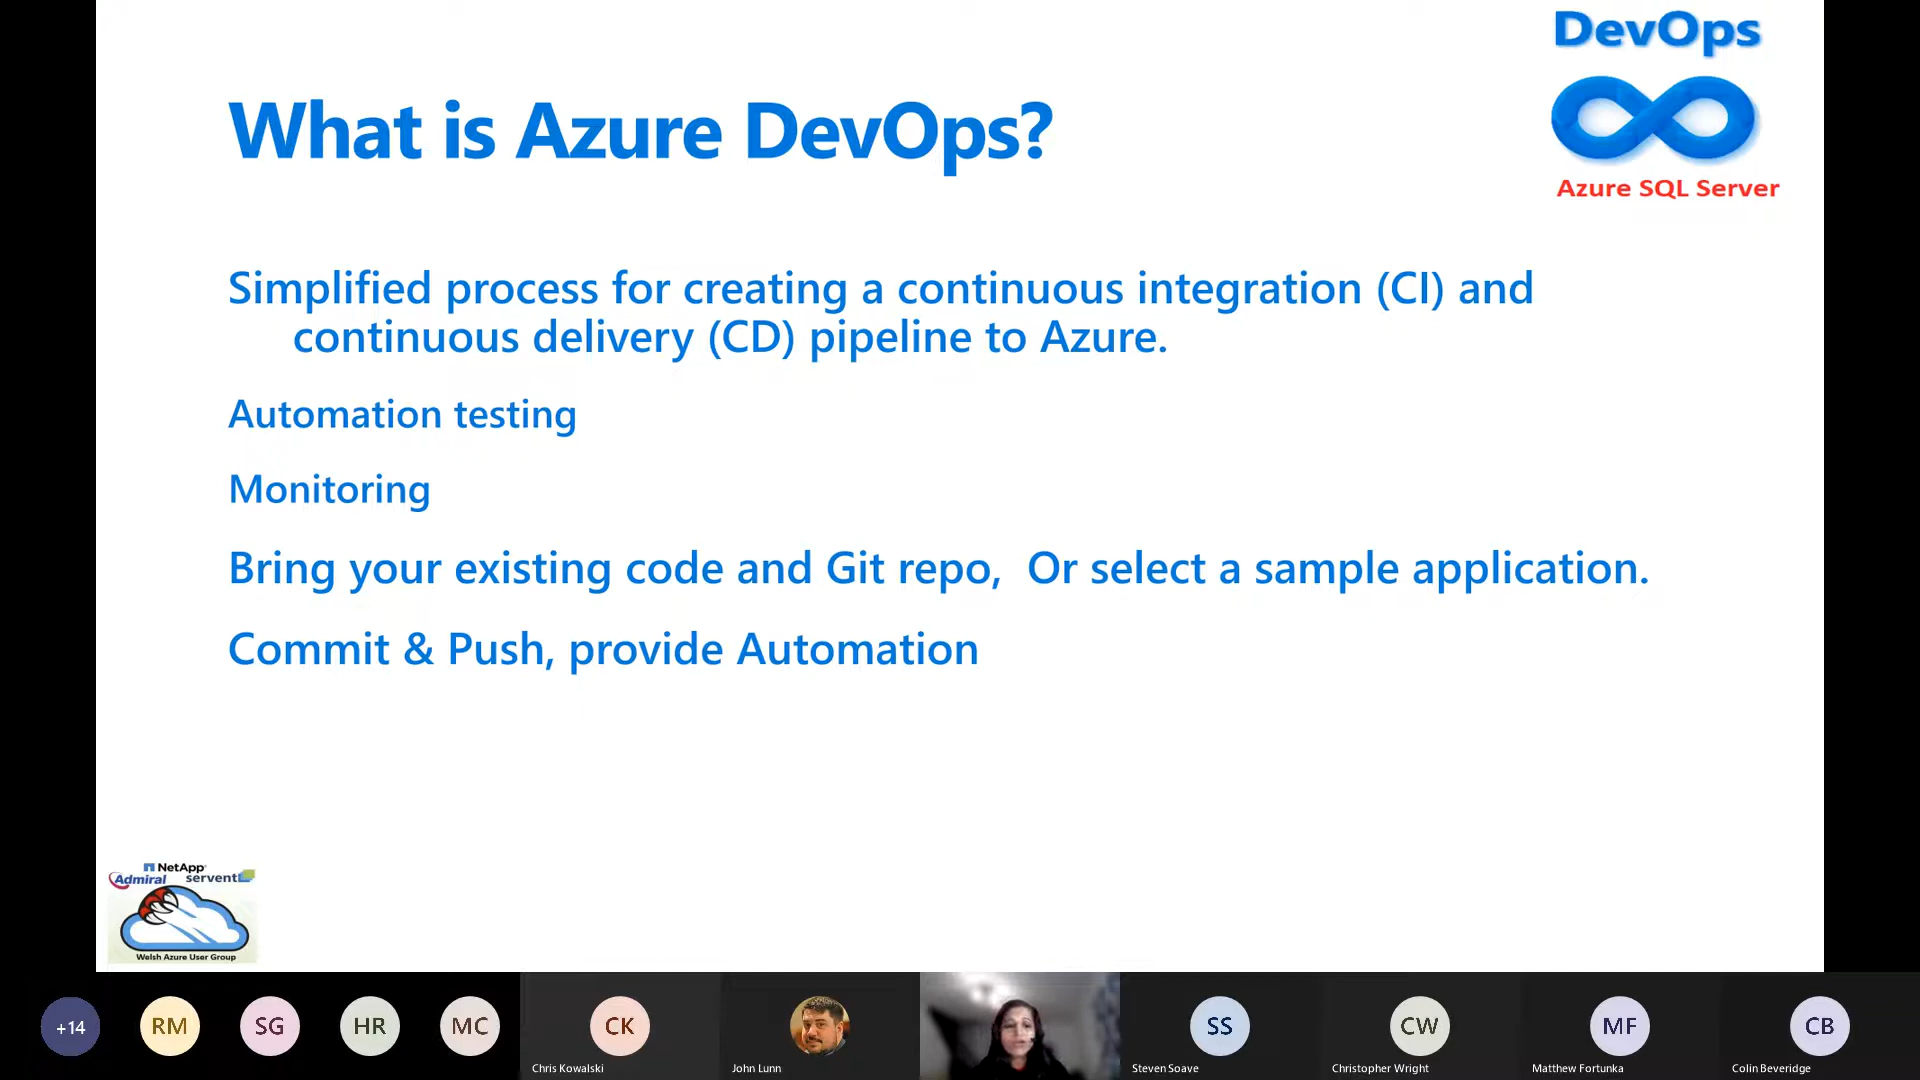 DevOps
What is Azure DevOps?
Azure SQL Server
Simplified process for creating a continuous integration (CI) and
continuous delivery (CD) pipeline to Azure.
Automation testing
Monitoring
Bring your existing code and Git repo,  Or select a sample application.
Commit & Push, provide Automation
NetApp
Admiral servent
Welsh Azure User Group
+14
RM
SG
HR
MC
CK
SS
CW
MF
CB
Chris Kowalski
John Lunn
Steven Soave
Christopher Wright
Matthew Fortunka
Colin Beveridge